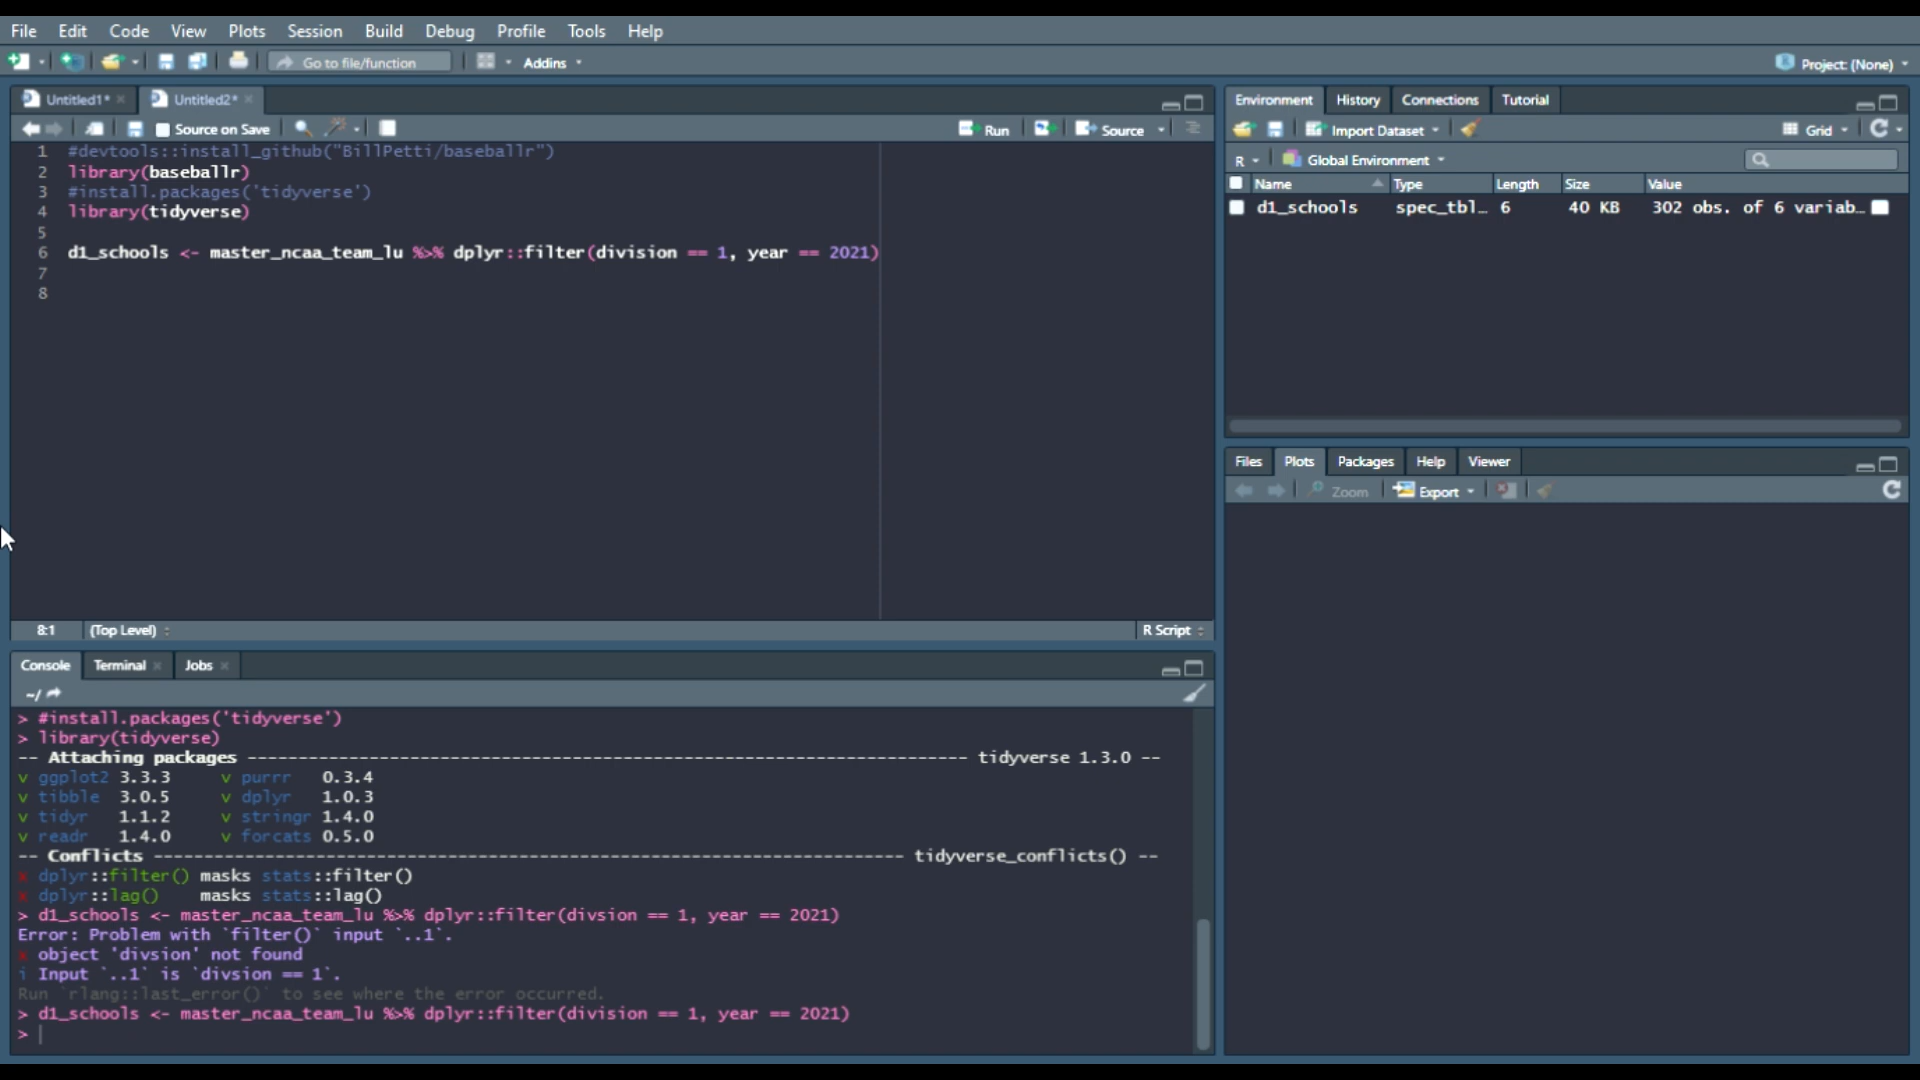 File Edit Code View Plots Session Build Debug Profile Tools Help
Go to file/function Addins Project: (None)
Untitled1* Untitled2*
Source on Save Run Source
1 #devtools::install_github("BillPetti/baseballr")
2 library(baseballr)
3 #install.packages('tidyverse')
4 library(tidyverse)
5
6 d1_schools <- master_ncaa_team_lu %>% dplyr::filter(division == 1, year == 2021)
7
8
8:1 (Top Level) R Script
Console Terminal Jobs
~/
> #install.packages('tidyverse')
> library(tidyverse)
-- Attaching packages --------------------------------------- tidyverse 1.3.0 --
v ggplot2 3.3.3 v purrr 0.3.4
v tibble 3.0.5 v dplyr 1.0.3
v tidyr 1.1.2 v stringr 1.4.0
v readr 1.4.0 v forcats 0.5.0
-- Conflicts ------------------------------------------ tidyverse_conflicts() --
x dplyr::filter() masks stats::filter()
x dplyr::lag() masks stats::lag()
> d1_schools <- master_ncaa_team_lu %>% dplyr::filter(divsion == 1, year == 2021)
Error: Problem with `filter()` input `..1`.
x object 'divsion' not found
i Input `..1` is `divsion == 1`.
Run `rlang::last_error()` to see where the error occurred.
> d1_schools <- master_ncaa_team_lu %>% dplyr::filter(division == 1, year == 2021)
>
Environment History Connections Tutorial
Import Dataset Grid
R Global Environment
Name Type Length Size Value
d1_schools spec_tbl… 6 40 KB 302 obs. of 6 variab…
Files Plots Packages Help Viewer
Zoom Export